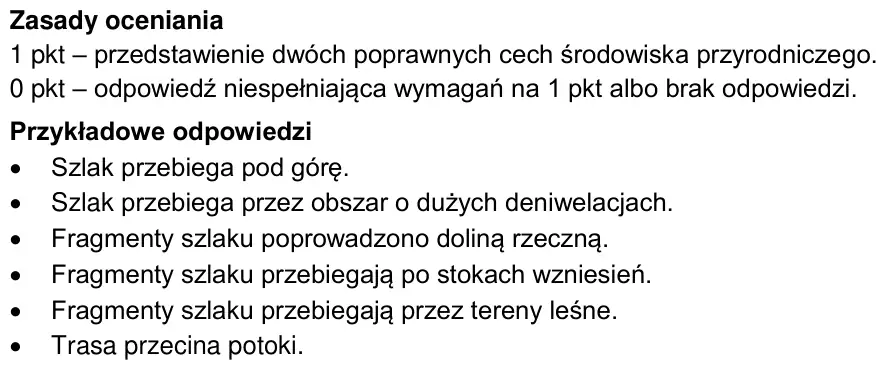 Zasady oceniania
1 pkt – przedstawienie dwóch poprawnych cech środowiska przyrodniczego.
0 pkt – odpowiedź niespełniająca wymagań na 1 pkt albo brak odpowiedzi.
Przykładowe odpowiedzi
• Szlak przebiega pod górę.
• Szlak przebiega przez obszar o dużych deniwelacjach.
• Fragmenty szlaku poprowadzono doliną rzeczną.
• Fragmenty szlaku przebiegają po stokach wzniesień.
• Fragmenty szlaku przebiegają przez tereny leśne.
• Trasa przecina potoki.